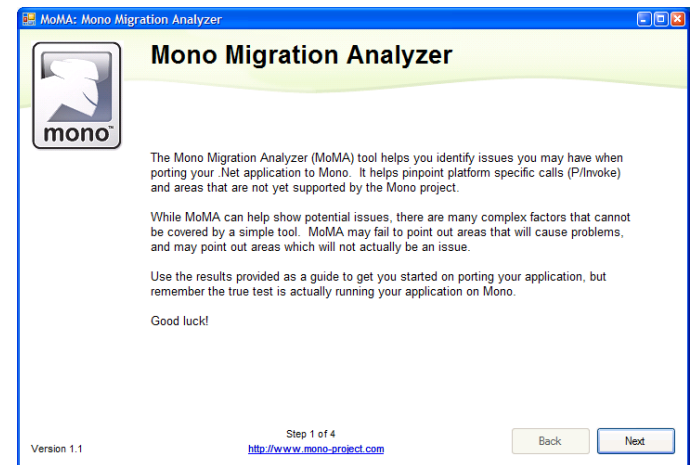 MoMA: Mono Migration Analyzer
Mono Migration Analyzer
mono™
The Mono Migration Analyzer (MoMA) tool helps you identify issues you may have when
porting your .Net application to Mono. It helps pinpoint platform specific calls (P/Invoke)
and areas that are not yet supported by the Mono project.
While MoMA can help show potential issues, there are many complex factors that cannot
be covered by a simple tool. MoMA may fail to point out areas that will cause problems,
and may point out areas which will not actually be an issue.
Use the results provided as a guide to get you started on porting your application, but
remember the true test is actually running your application on Mono.
Good luck!
Step 1 of 4
Version 1.1
http://www.mono-project.com
Back
Next